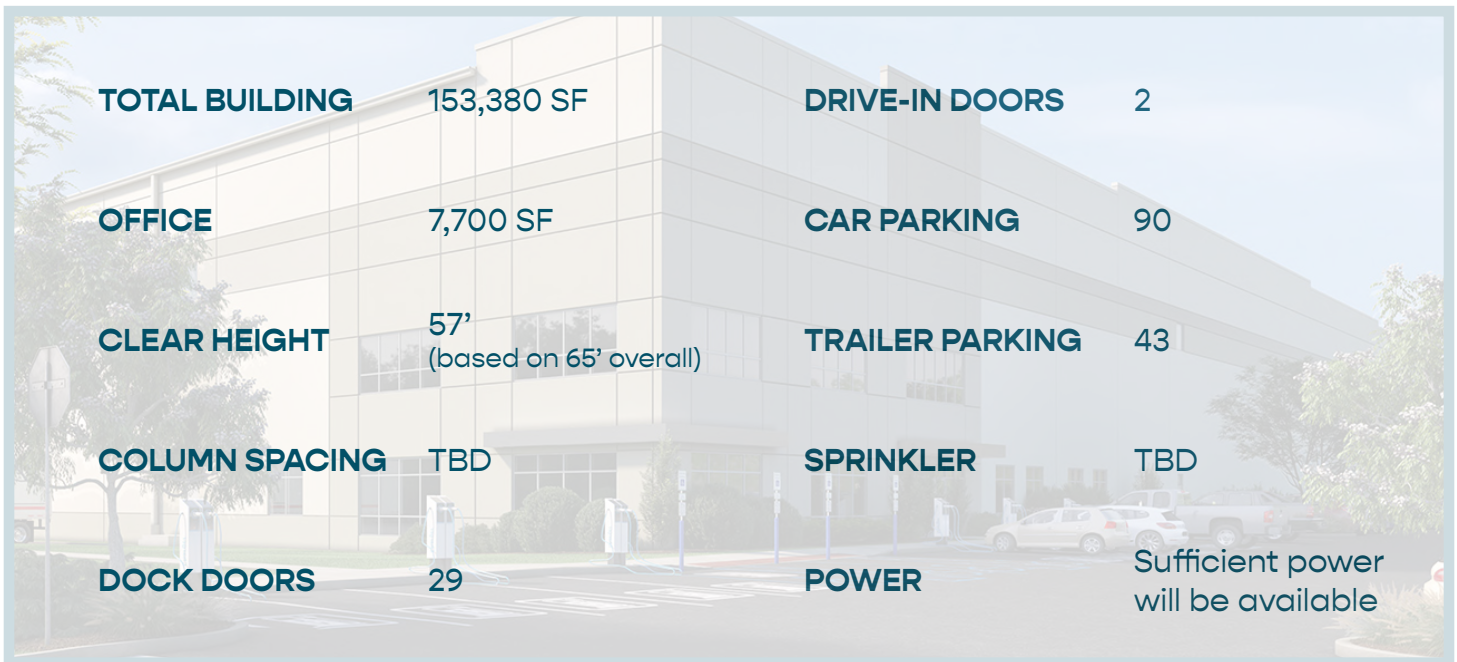 TOTAL BUILDING 153,380 SF
OFFICE 7,700 SF
CLEAR HEIGHT 57’
(based on 65’ overall)
COLUMN SPACING TBD
DOCK DOORS 29
DRIVE-IN DOORS 2
CAR PARKING 90
TRAILER PARKING 43
SPRINKLER TBD
POWER Sufficient power
will be available